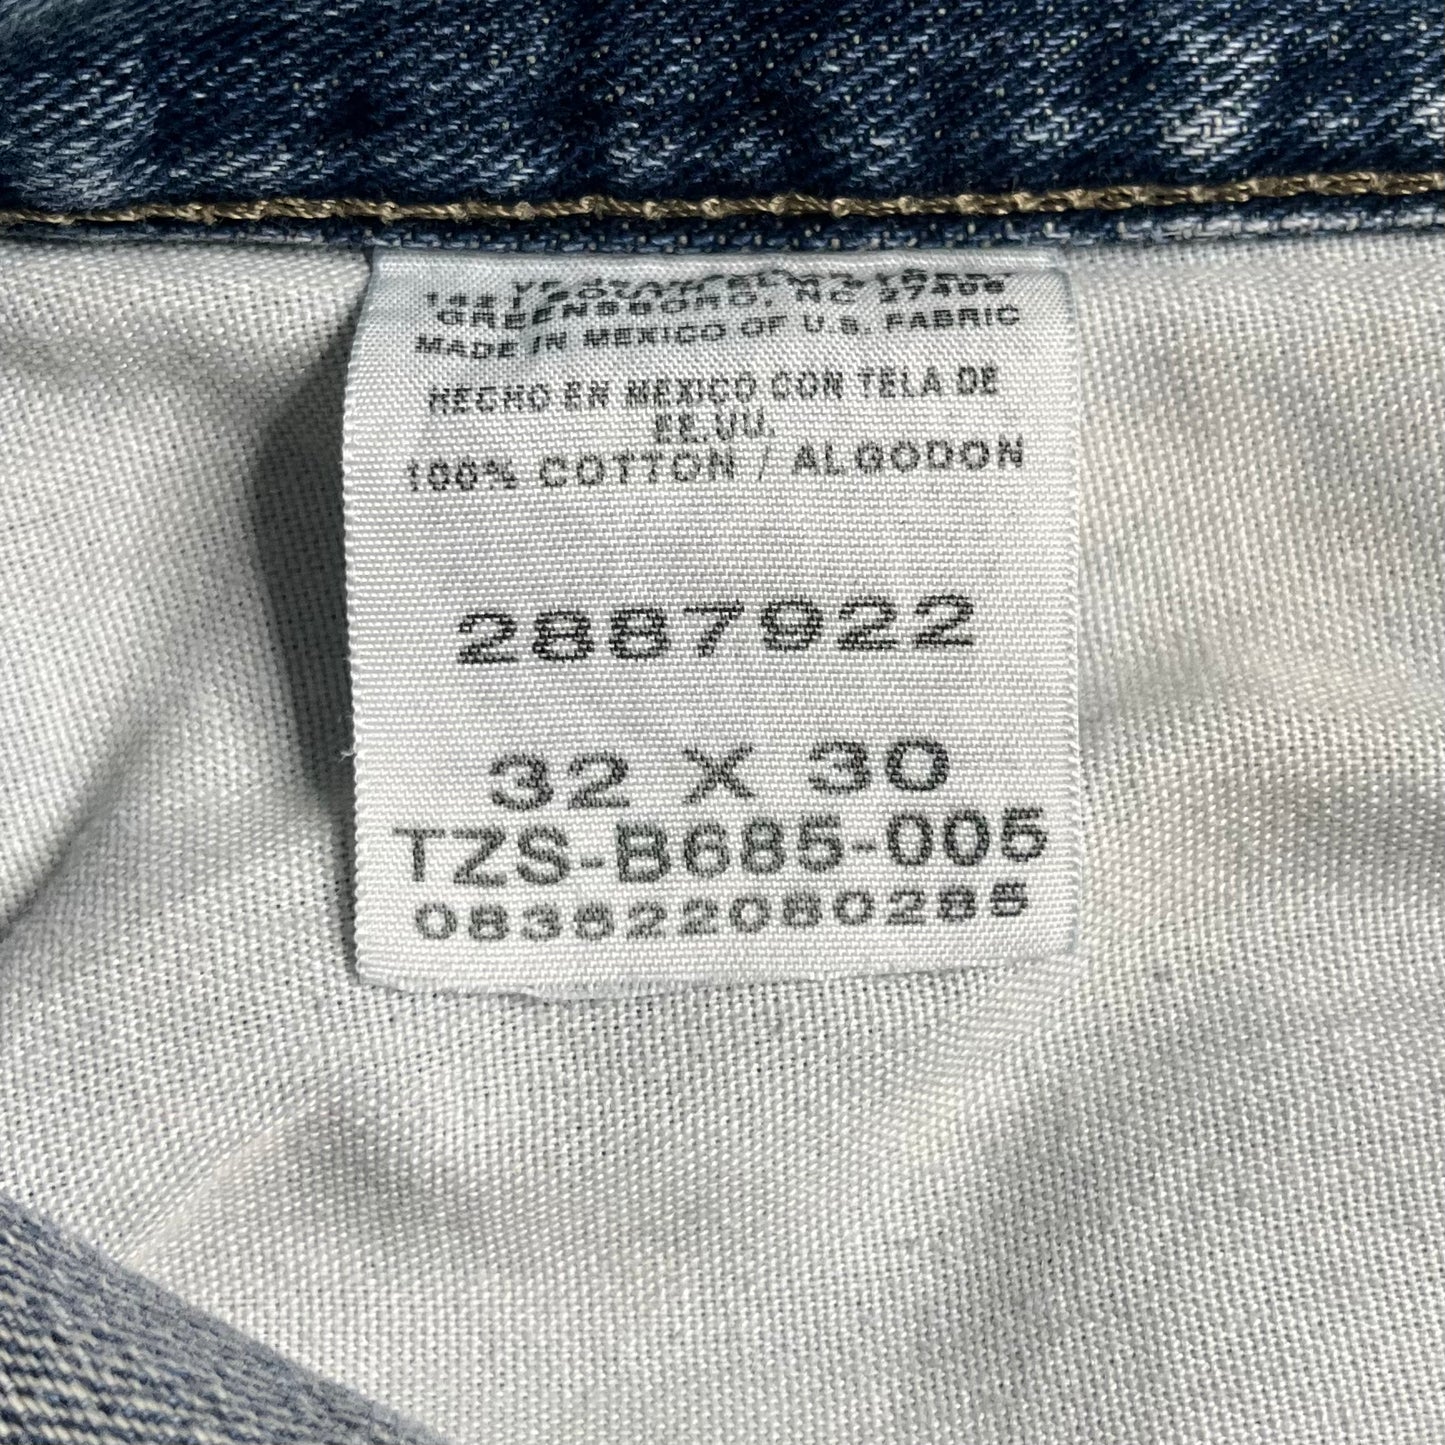 GREENSBORO, NC 27408
MADE IN MEXICO OF U.S. FABRIC
HECHO EN MEXICO CON TELA DE
EE.UU.
100% COTTON / ALGODON
2887922
32 X 30
TZS-B685-005
083622080285